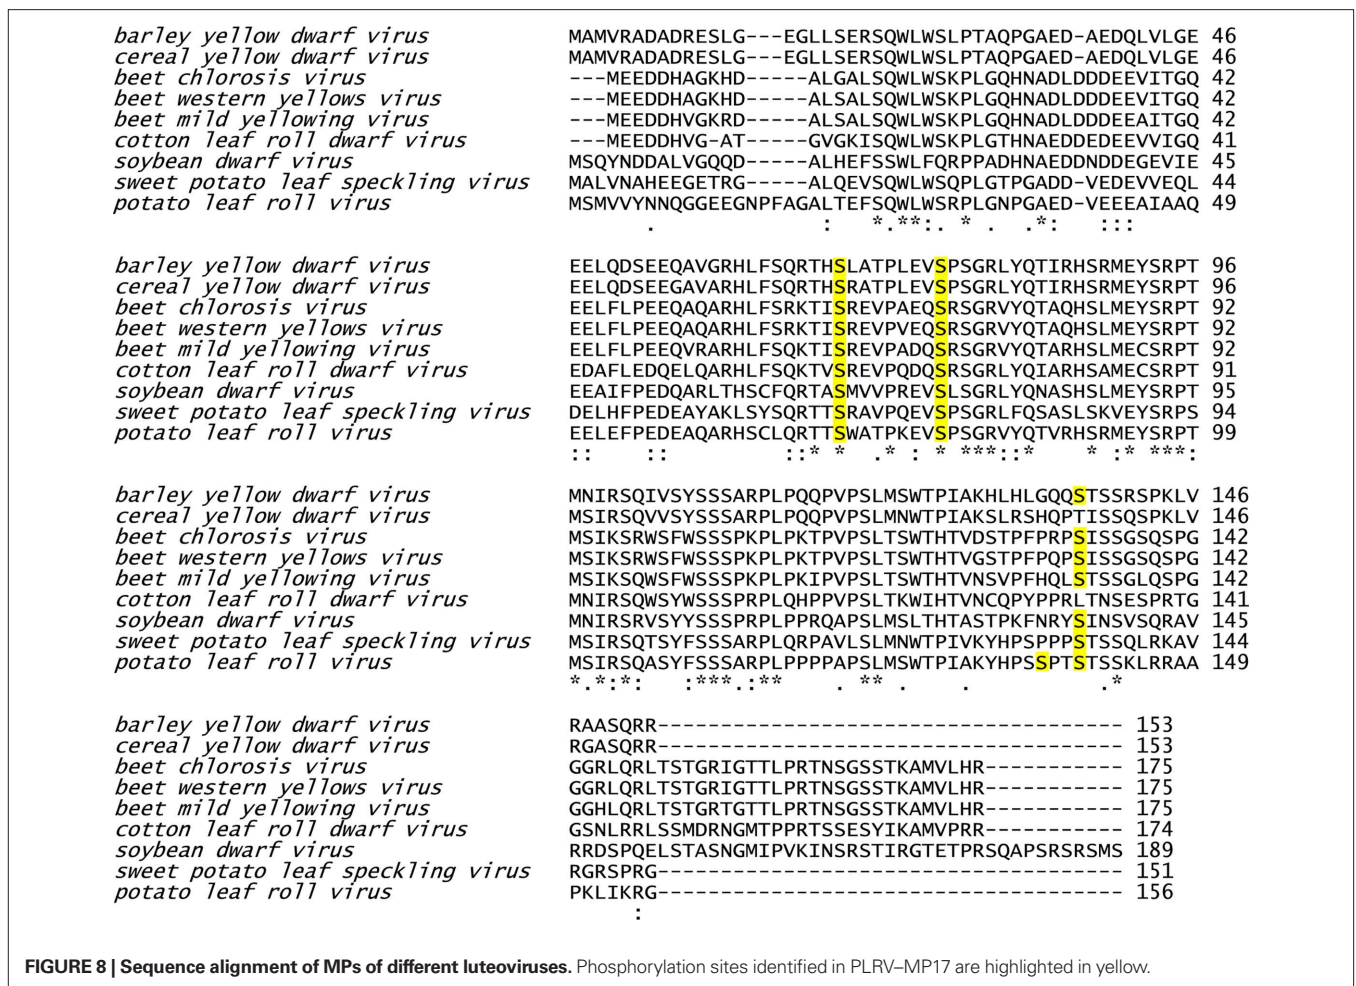 barley yellow dwarf virus MAMVRADADRESLG---EGLLSERSQWLWSLPTAQPGAED-AEDQLVLGE 46
cereal yellow dwarf virus MAMVRADADRESLG---EGLLSERSQWLWSLPTAQPGAED-AEDQLVLGE 46
beet chlorosis virus ---MEEDDHAGKHD-----ALGALSQWLWSKPLGQHNADLDDDEEVITGQ 42
beet western yellows virus ---MEEDDHAGKHD-----ALSALSQWLWSKPLGQHNADLDDDEEVITGQ 42
beet mild yellowing virus ---MEEDDHVGKRD-----ALSALSQWLWSKPLGQHNADLDDDEEAITGQ 42
cotton leaf roll dwarf virus ---MEEDDHVG-AT-----GVGKISQWLWSKPLGTHNADDEDEEVVIGQ 41
soybean dwarf virus MSQYNDDALVGQQD-----ALHEFSSWLFQRPPADHNAEDDNDDEGEVIE 45
sweet potato leaf speckling virus MALVNAHEEGETRG-----ALQEVSQWLWSQPLGTPGADD-VEDEVVEQL 44
potato leaf roll virus MSMVVYNNQGGEEGNPFAGALTEFSQWLWSRPLGNPGAED-VEEEAIAAQ 49
. : *.**:. * . .*: :::
barley yellow dwarf virus EELQDSEEQAVGRHLFSQRTHSLATPLEVSPSGRLYQTIRHSRMEYSRPT 96
cereal yellow dwarf virus EELQDSEEGAVARHLFSQRTHSRATPLEVSPSGRLYQTIRHSRMEYSRPT 96
beet chlorosis virus EELFLPEEQAQARHLFSRKTISREVPAEQSRSGRVYQTAQHSLMEYSRPT 92
beet western yellows virus EELFLPEEQAQARHLFSQKTISREVPVEQSRSGRVYQTAQHSLMEYSRPT 92
beet mild yellowing virus EELFLPEEQVRARHLFSQKTISREVPADQSRSGRVYQTARHSLMECSRPT 92
cotton leaf roll dwarf virus EDAFLEDQELQARHLFSQKTVSREVPQDQSRSGRLYQIARHSAMECSRPT 91
soybean dwarf virus EEAIFPEDQARLTHSCFQRTASMVVPREVSLSGRLYQNASHSLMEYSRPT 95
sweet potato leaf speckling virus DELHFPEDEAYAKLSYSQRTTSRAVPQEVSPSGRLFQSASLSKVEYSRPS 94
potato leaf roll virus EELEFPEDEAQARHSCLQRTTSWATPKEVSPSGRVYQTVRHSRMEYSRPT 99
:: :: ::* * .* : * ***::* * :* ***:
barley yellow dwarf virus MNIRSQIVSYSSSARPLPQQPVPSLMSWTPIAKHLHLGQQSTSSRSPKLV 146
cereal yellow dwarf virus MSIRSQVVSYSSSARPLPQQPVPSLMNWTPIAKSLRSHQPTISSQSPKLV 146
beet chlorosis virus MSIKSRWSFWSSSPKPLPKTPVPSLTSWTHTVDSTPFPRPSISSGSQSPG 142
beet western yellows virus MSIKSRWSFWSSSPKPLPKTPVPSLTSWTHTVGSTPFPQPSISSGSQSPG 142
beet mild yellowing virus MSIKSQWSFWSSSPKPLPKIPVPSLTSWTHTVNSVPFHQLSTSSGLQSPG 142
cotton leaf roll dwarf virus MNIRSQWSYWSSSPRPLQHPPVPSLTKWIHTVNCQPYPPRLTNSESPRTG 141
soybean dwarf virus MNIRSRVSYYSSSPRPLPPRQAPSLMSLTHTASTPKFNRYSINSVSQRAV 145
sweet potato leaf speckling virus MSIRSQTSYFSSSARPLQRPAVLSLMNWTPIVKYHPSPPPSTSSQLRKAV 144
potato leaf roll virus MSIRSQASYFSSSARPLPPPPAPSLMSWTPIAKYHPSSPTSTSSKLRRAA 149
*.*:*: :***.:** . ** . . .*
barley yellow dwarf virus RAASQRR------------------------------------- 153
cereal yellow dwarf virus RGASQRR------------------------------------- 153
beet chlorosis virus GGRLQRLTSTGRIGTTLPRTNSGSSTKAMVLHR----------- 175
beet western yellows virus GGRLQRLTSTGRIGTTLPRTNSGSSTKAMVLHR----------- 175
beet mild yellowing virus GGHLQRLTSTGRTGTTLPRTNSGSSTKAMVLHR----------- 175
cotton leaf roll dwarf virus GSNLRRLSSMDRNGMTPPRTSSESYIKAMVPRR----------- 174
soybean dwarf virus RRDSPQELSTASNGMIPVKINSRSTIRGTETPRSQAPSRSRSMS 189
sweet potato leaf speckling virus RGRSPRG------------------------------------- 151
potato leaf roll virus PKLIKRG------------------------------------- 156
:
FIGURE 8 | Sequence alignment of MPs of different luteoviruses. Phosphorylation sites identified in PLRV–MP17 are highlighted in yellow.